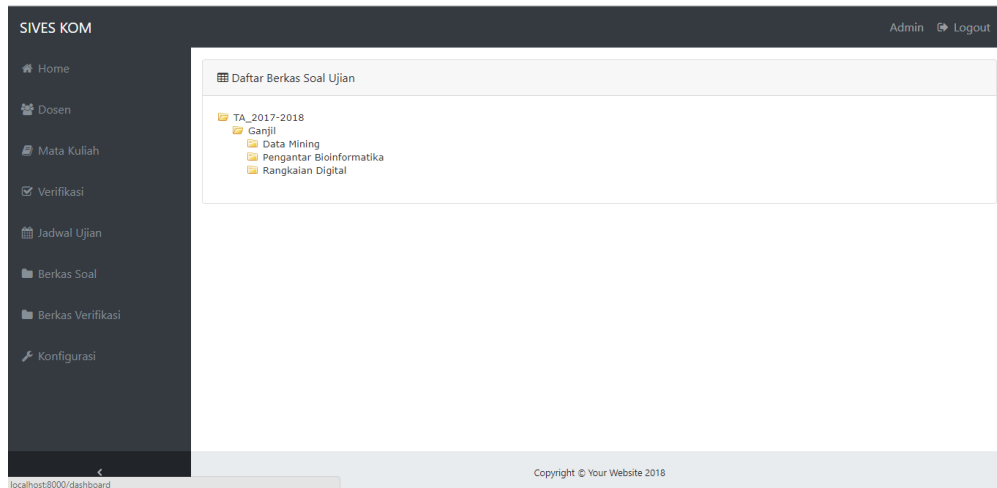 SIVES KOM
Admin Logout
Home
Dosen
Mata Kuliah
Verifikasi
Jadwal Ujian
Berkas Soal
Berkas Verifikasi
Konfigurasi
Daftar Berkas Soal Ujian
TA_2017-2018
Ganjil
Data Mining
Pengantar Bioinformatika
Rangkaian Digital
Copyright © Your Website 2018
localhost:8000/dashboard